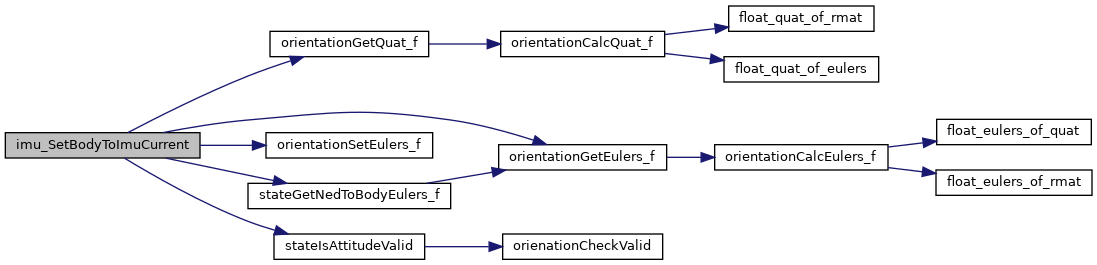 imu_SetBodyToImuCurrent
orientationGetQuat_f
orientationCalcQuat_f
float_quat_of_rmat
float_quat_of_eulers
orientationSetEulers_f
orientationGetEulers_f
orientationCalcEulers_f
float_eulers_of_quat
float_eulers_of_rmat
stateGetNedToBodyEulers_f
stateIsAttitudeValid
orienationCheckValid